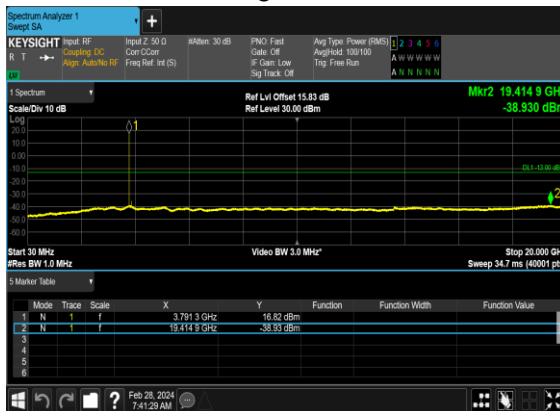 Spectrum Analyzer 1
Swept SA
KEYSIGHT
R T
Input: RF
Coupling: DC
Align: Auto/No RF
Input Z: 50 Ω
Corr CCorr
Freq Ref: Int (S)
#Atten: 30 dB
PNO: Fast
Gate: Off
IF Gain: Low
Sig Track: Off
Avg Type: Power (RMS)
Avg|Hold: 100/100
Trig: Free Run
1 2 3 4 5 6
A W W W W W
A N N N N N
1 Spectrum
Scale/Div 10 dB
Ref Lvl Offset 15.83 dB
Ref Level 30.00 dBm
Mkr2 19.414 9 GH
-38.930 dBm
Log
20.0
10.0
0.00
-10.0
-20.0
-30.0
-40.0
-50.0
-60.0
1
DL1 -13.00 dB
2
Start 30 MHz
#Res BW 1.0 MHz
Video BW 3.0 MHz*
Stop 20.000 GH
Sweep 34.7 ms (40001 pt
5 Marker Table
Mode Trace Scale X Y Function Function Width Function Value
1 N 1 f 3.791 3 GHz 16.82 dBm
2 N 1 f 19.414 9 GHz -38.93 dBm
3
4
5
6
?
Feb 28, 2024
7:41:29 AM